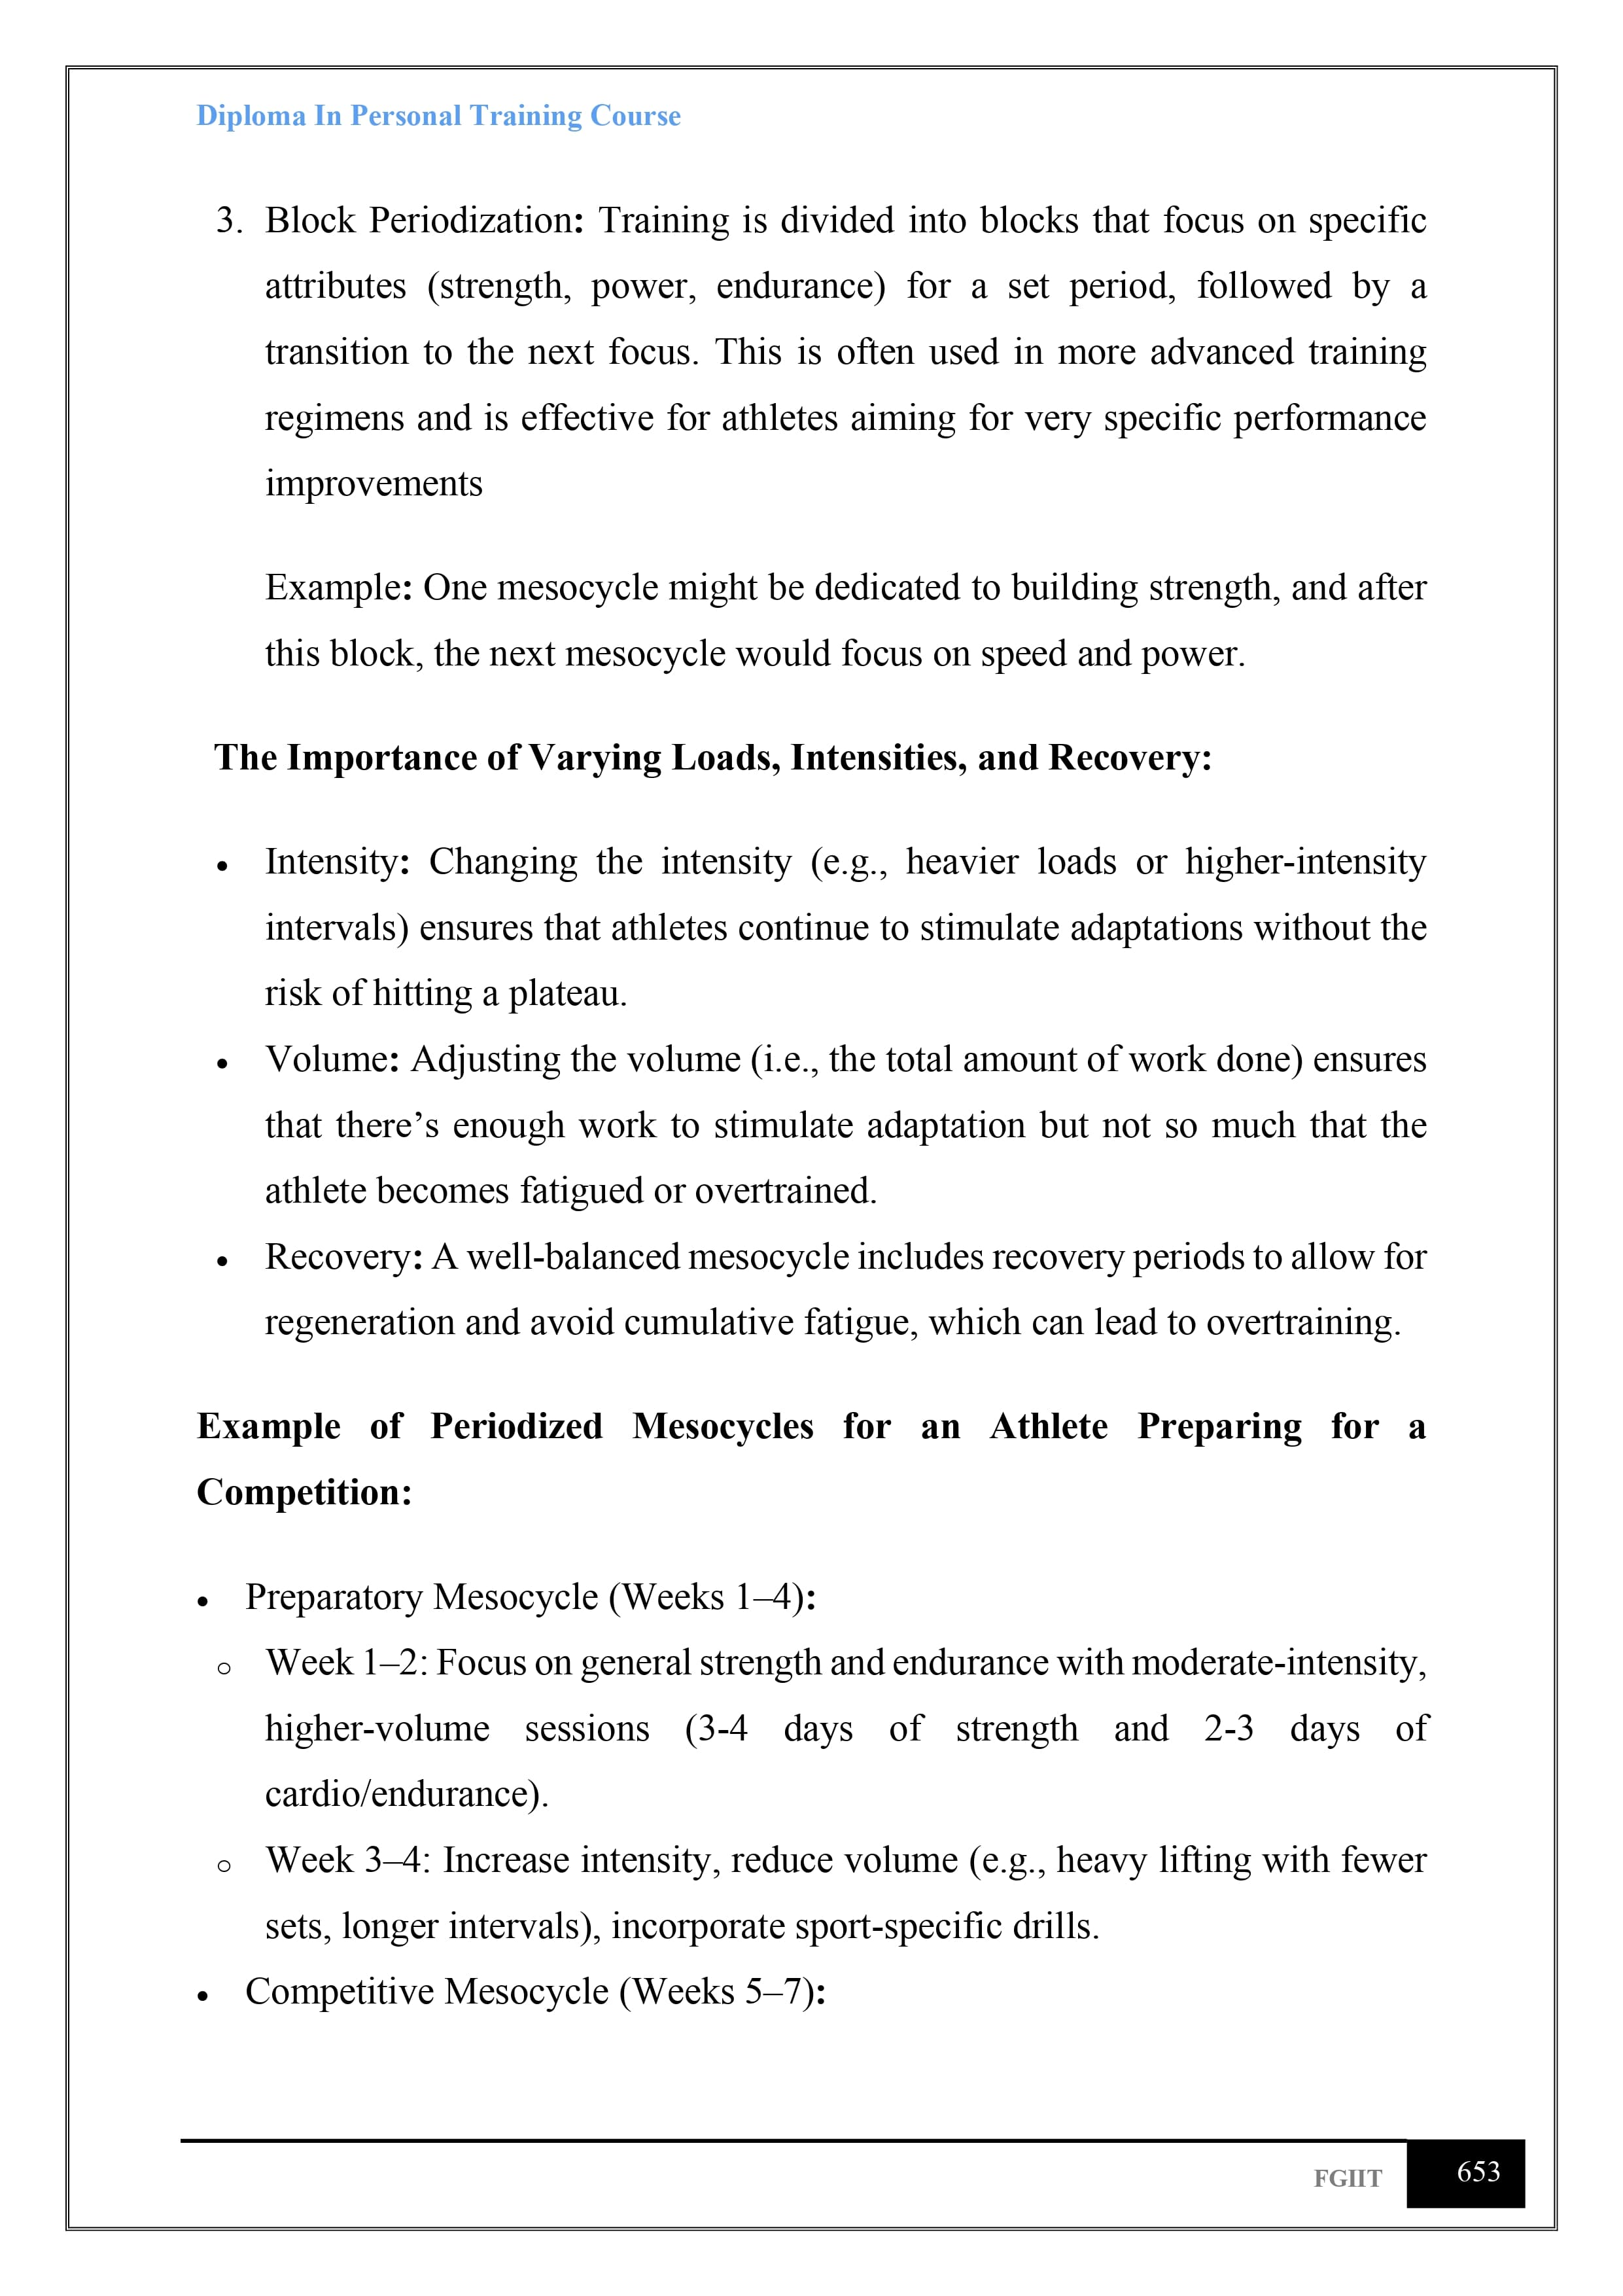 Diploma In Personal Training Course
3. Block Periodization: Training is divided into blocks that focus on specific
attributes (strength, power, endurance) for a set period, followed by a
transition to the next focus. This is often used in more advanced training
regimens and is effective for athletes aiming for very specific performance
improvements
Example: One mesocycle might be dedicated to building strength, and after
this block, the next mesocycle would focus on speed and power.
The Importance of Varying Loads, Intensities, and Recovery:
• Intensity: Changing the intensity (e.g., heavier loads or higher-intensity
intervals) ensures that athletes continue to stimulate adaptations without the
risk of hitting a plateau.
• Volume: Adjusting the volume (i.e., the total amount of work done) ensures
that there’s enough work to stimulate adaptation but not so much that the
athlete becomes fatigued or overtrained.
• Recovery: A well-balanced mesocycle includes recovery periods to allow for
regeneration and avoid cumulative fatigue, which can lead to overtraining.
Example of Periodized Mesocycles for an Athlete Preparing for a
Competition:
• Preparatory Mesocycle (Weeks 1–4):
o Week 1–2: Focus on general strength and endurance with moderate-intensity,
higher-volume sessions (3-4 days of strength and 2-3 days of
cardio/endurance).
o Week 3–4: Increase intensity, reduce volume (e.g., heavy lifting with fewer
sets, longer intervals), incorporate sport-specific drills.
• Competitive Mesocycle (Weeks 5–7):
FGIIT 653